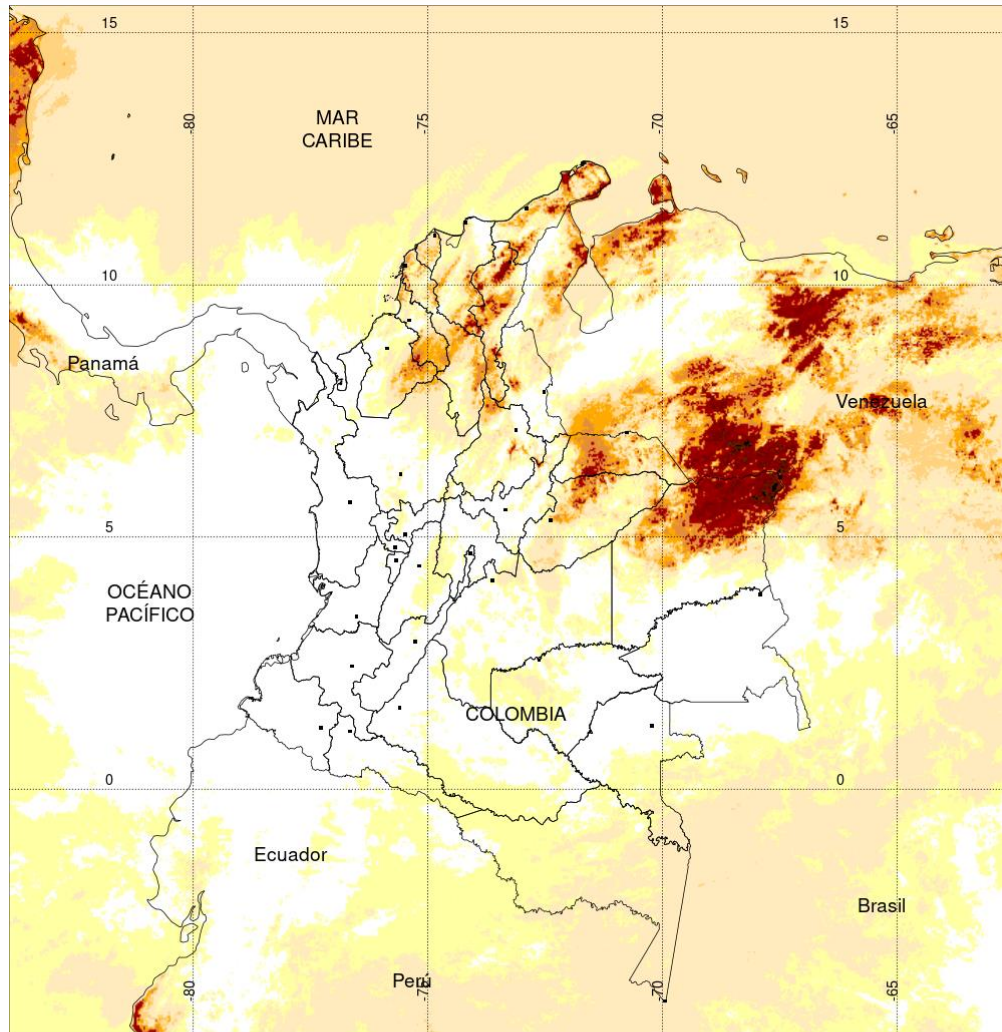 15
15
-80
-75
-70
-65
MAR
CARIBE
10
10
Panamá
Venezuela
5
5
OCÉANO
PACÍFICO
COLOMBIA
0
0
Ecuador
Brasil
Perú
-80
-75
-70
-65